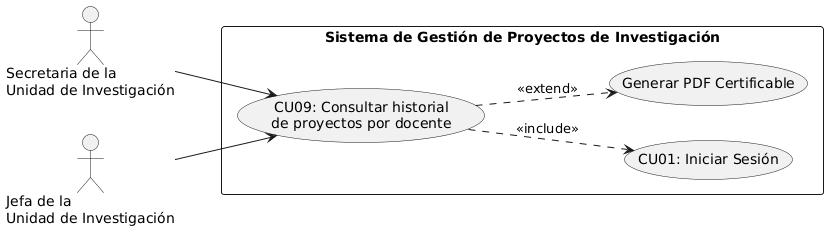 Sistema de Gestión de Proyectos de Investigación
Secretaria de la
Unidad de Investigación
Jefa de la
Unidad de Investigación
CU09: Consultar historial
de proyectos por docente
«extend»
Generar PDF Certificable
«include»
CU01: Iniciar Sesión